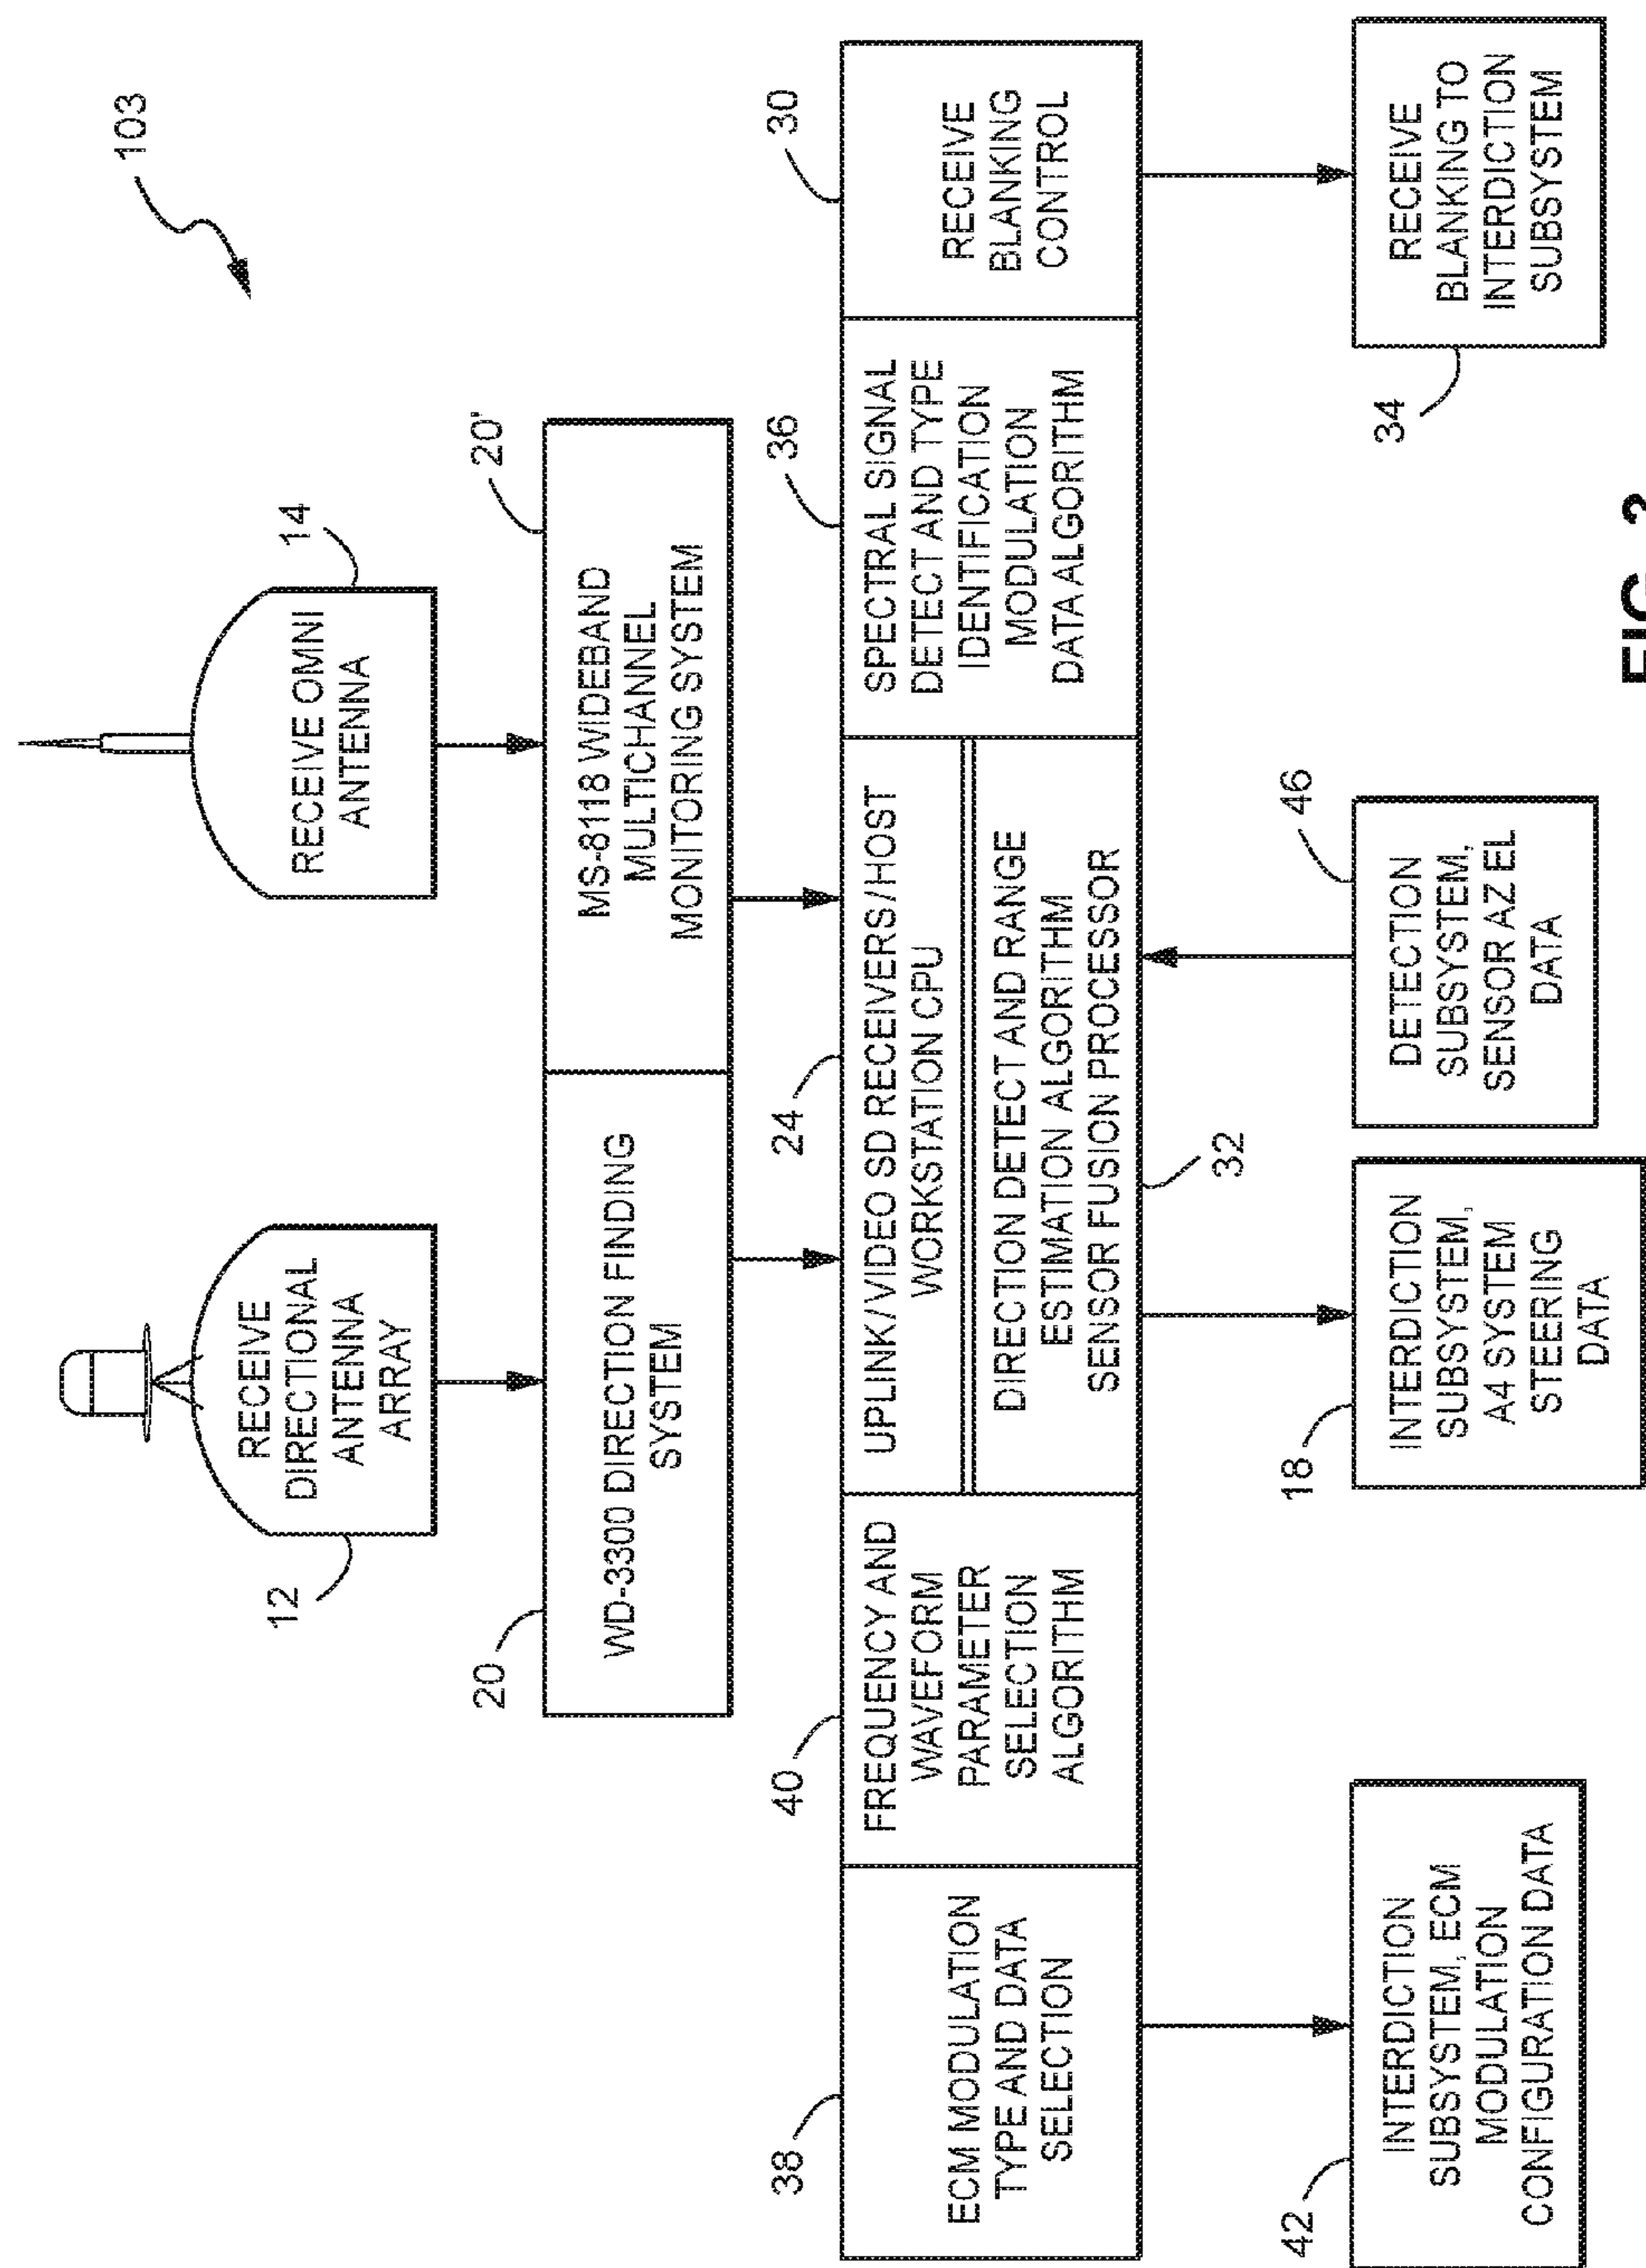 103
12
RECEIVE
DIRECTIONAL
ANTENNA
ARRAY
14
RECEIVE OMNI
ANTENNA
20
WD-3300 DIRECTION FINDING
SYSTEM
20'
MS-8118 WIDEBAND
MULTICHANNEL
MONITORING SYSTEM
38
ECM MODULATION
TYPE AND DATA
SELECTION
40
FREQUENCY AND
WAVEFORM
PARAMETER
SELECTION
ALGORITHM
24
UPLINK/VIDEO SD RECEIVERS/HOST
WORKSTATION CPU
DIRECTION DETECT AND RANGE
ESTIMATION ALGORITHM
SENSOR FUSION PROCESSOR
32
36
SPECTRAL SIGNAL
DETECT AND TYPE
IDENTIFICATION
MODULATION
DATA ALGORITHM
30
RECEIVE
BLANKING
CONTROL
42
INTERDICTION
SUBSYSTEM, ECM
MODULATION
CONFIGURATION DATA
18
INTERDICTION
SUBSYSTEM,
A4 SYSTEM
STEERING
DATA
46
DETECTION
SUBSYSTEM,
SENSOR AZ EL
DATA
34
RECEIVE
BLANKING TO
INTERDICTION
SUBSYSTEM
FIG.